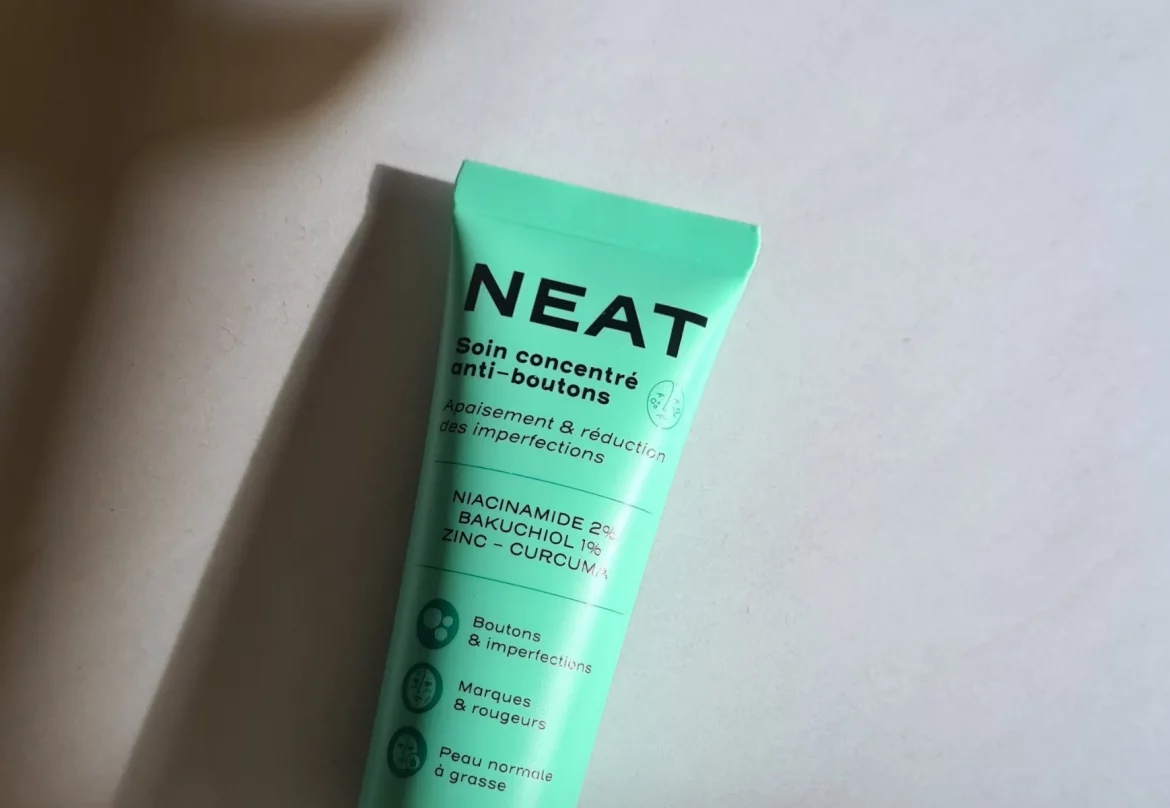 NEAT
Soin concentré
anti-boutons
Apaisement & réduction
des imperfections
NIACINAMIDE 2%
BAKUCHIOL 1%
ZINC - CURCUMA
Boutons
& imperfections
Marques
& rougeurs
Peau normale
à grasse